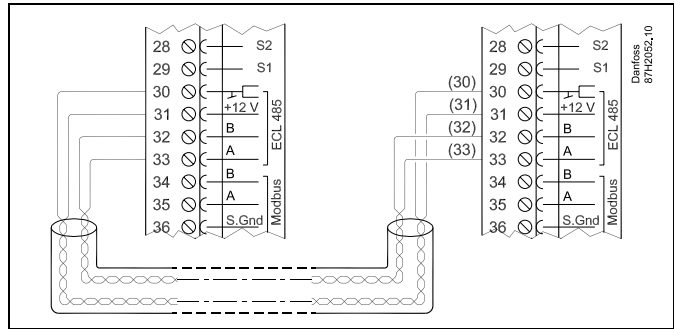 28 S2
29 S1
30
31 +12 V
32 B
33 A
34 B
35 A
36 S.Gnd
ECL 485
Modbus
(30)
(31)
(32)
(33)
28 S2
29 S1
30
31 +12 V
32 B
33 A
34 B
35 A
36 S.Gnd
ECL 485
Modbus
Danfoss
87H2052.10